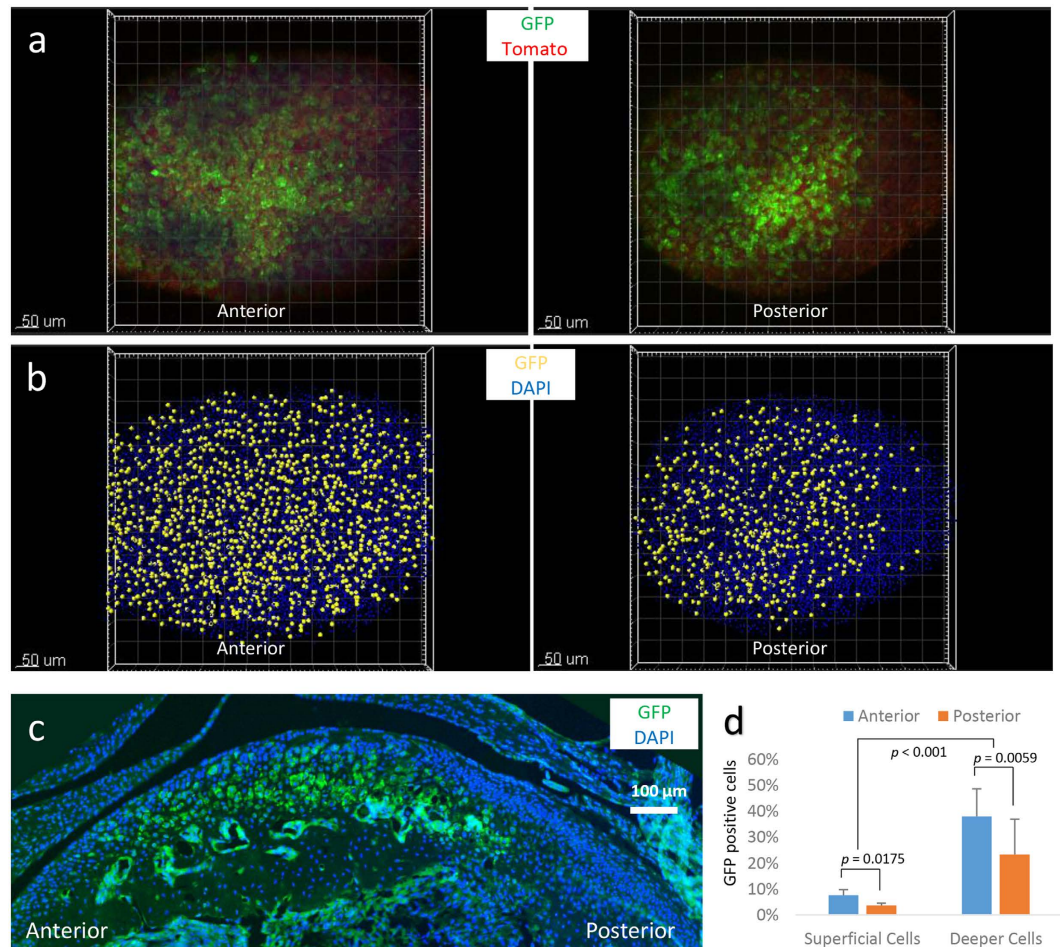 a
GFP
Tomato
Anterior
50 um
Posterior
50 um
b
GFP
DAPI
Anterior
50 um
Posterior
50 um
c
GFP
DAPI
100 µm
Anterior
Posterior
d
Anterior
Posterior
GFP positive cells
60%
50%
40%
30%
20%
10%
0%
p < 0.001
p = 0.0059
p = 0.0175
Superficial Cells
Deeper Cells